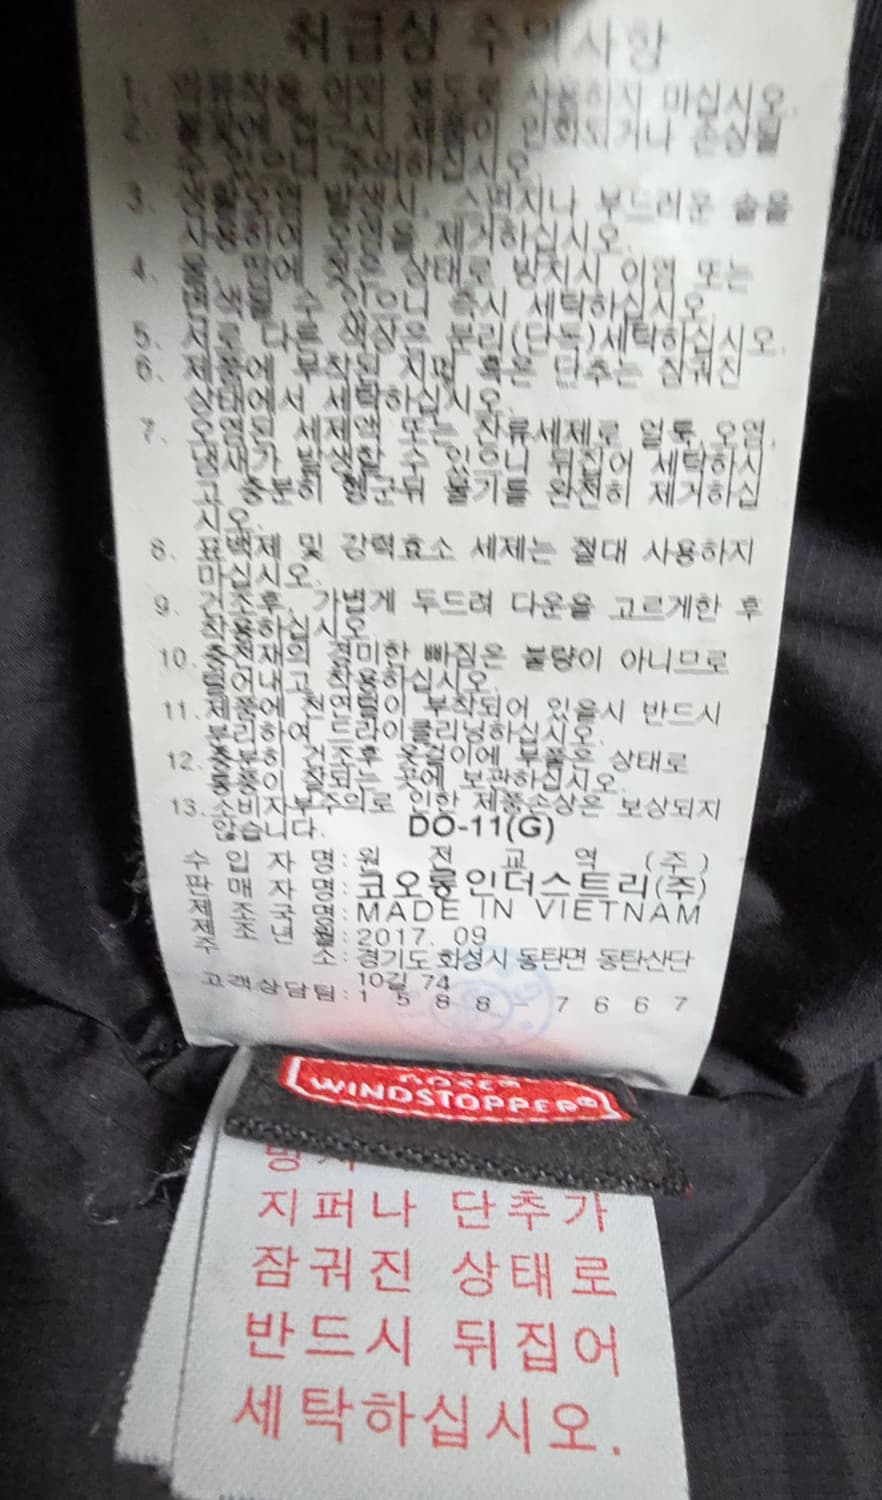 취급상 주의사항
1. 의류착용 이외 용도로 사용하지 마십시오.
2. 불꽃에 접근시 제품이 인화되거나 손상될
수 있으니 주의하십시오.
3. 생활오염 발생시, 스펀지나 부드러운 솔을
사용하여 오염을 제거하십시오.
4. 물, 땀에 젖은 상태로 방치시 이염 또는
변색될 수 있으니 즉시 세탁하십시오.
5. 서로 다른 색상은 분리(단독)세탁하십시오.
6. 제품에 부착된 지퍼 혹은 단추는 잠궈진
상태에서 세탁하십시오.
7. 오염된 세제액 또는 잔류세제로 얼룩, 오염,
냄새가 발생할 수 있으니 뒤집어 세탁하시
고 충분히 헹군뒤 물기를 완전히 제거하십
시오.
8. 표백제 및 강력효소 세제는 절대 사용하지
마십시오.
9. 건조후, 가볍게 두드려 다운을 고르게한 후
착용하십시오.
10. 충전재의 경미한 빠짐은 불량이 아니므로
털어내고 착용하십시오.
11. 제품에 천연털이 부착되어 있을시 반드시
분리하여 드라이클리닝하십시오.
12. 충분히 건조후 옷걸이에 부풀은 상태로
통풍이 잘되는 곳에 보관하십시오.
13. 소비자부주의로 인한 제품손상은 보상되지
않습니다. DO-11(G)
수 입 자 명 : 원 전 교 역 (주)
판 매 자 명 : 코오롱인더스트리(주)
제 조 국 명 : MADE IN VIETNAM
제 조 년 월 : 2017. 09
주 소 : 경기도 화성시 동탄면 동탄산단
10길 74
고객상담팀 : 1 5 8 8 - 7 6 6 7
WINDSTOPPER®
지퍼나 단추가
잠궈진 상태로
반드시 뒤집어
세탁하십시오.